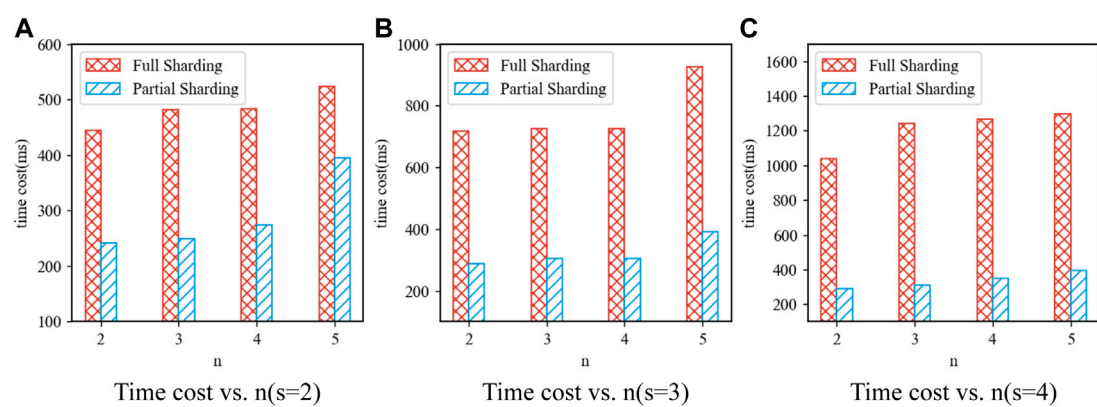 A
600
500
400
300
200
100
time cost(ms)
Full Sharding
Partial Sharding
2 3 4 5
n
Time cost vs. n(s=2)
B
1000
800
600
400
200
time cost(ms)
Full Sharding
Partial Sharding
2 3 4 5
n
Time cost vs. n(s=3)
C
1600
1400
1200
1000
800
600
400
200
time cost(ms)
Full Sharding
Partial Sharding
2 3 4 5
n
Time cost vs. n(s=4)